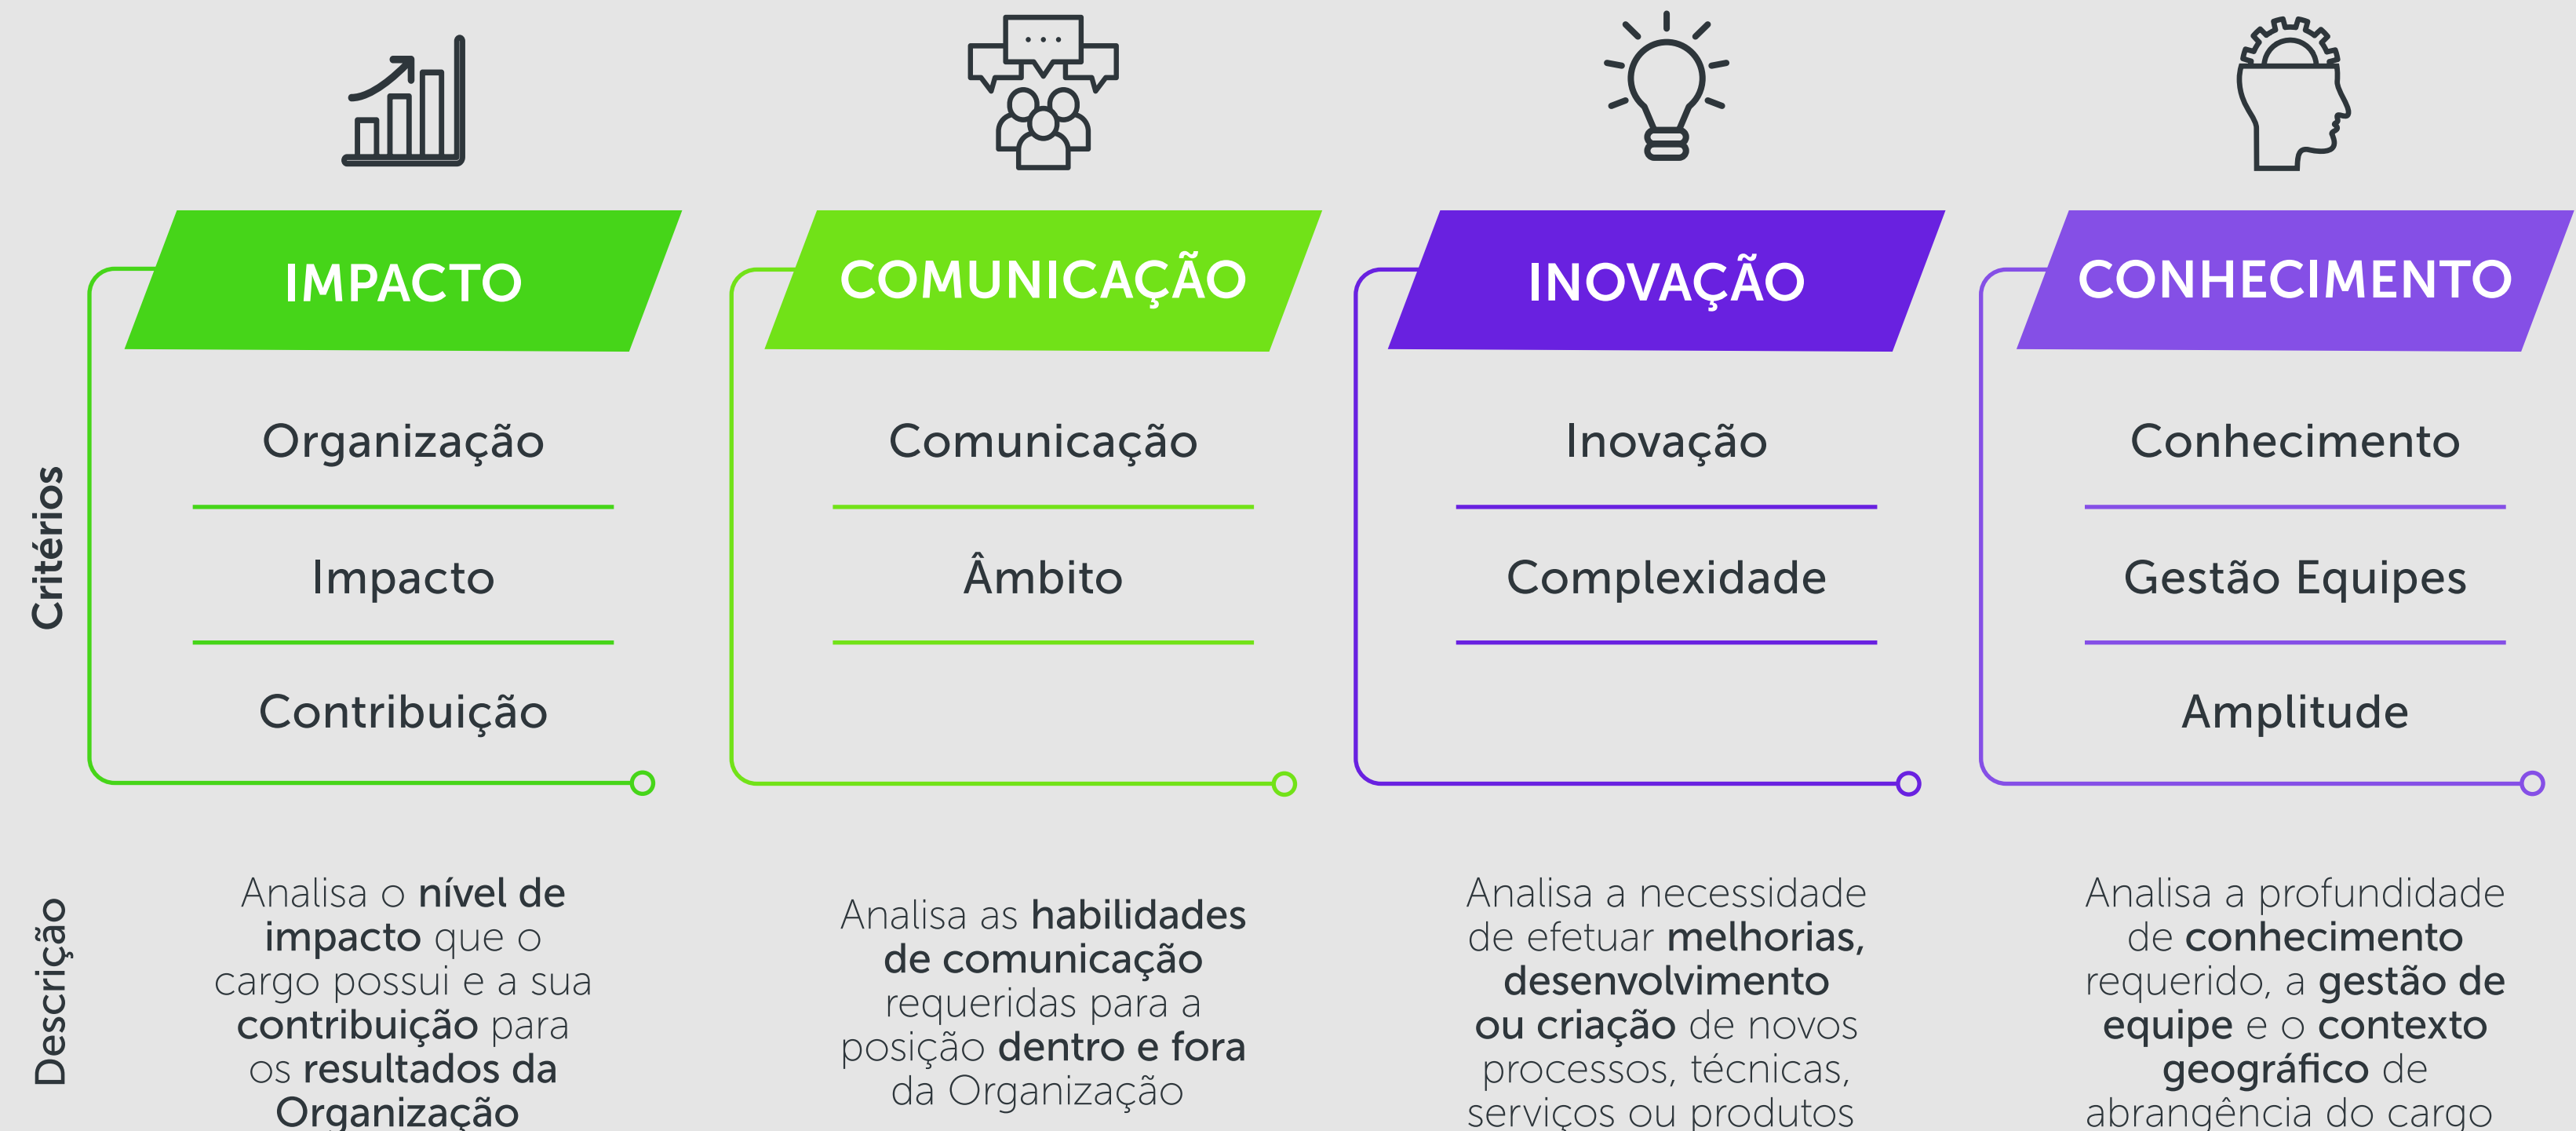 IMPACTO
COMUNICAÇÃO
INOVAÇÃO
CONHECIMENTO
Critérios
Organização
Impacto
Contribuição
Comunicação
Âmbito
Inovação
Complexidade
Conhecimento
Gestão Equipes
Amplitude
Descrição
Analisa o nível de
impacto que o
cargo possui e a sua
contribuição para
os resultados da
Organização
Analisa as habilidades
de comunicação
requeridas para a
posição dentro e fora
da Organização
Analisa a necessidade
de efetuar melhorias,
desenvolvimento
ou criação de novos
processos, técnicas,
serviços ou produtos
Analisa a profundidade
de conhecimento
requerido, a gestão de
equipe e o contexto
geográfico de
abrangência do cargo